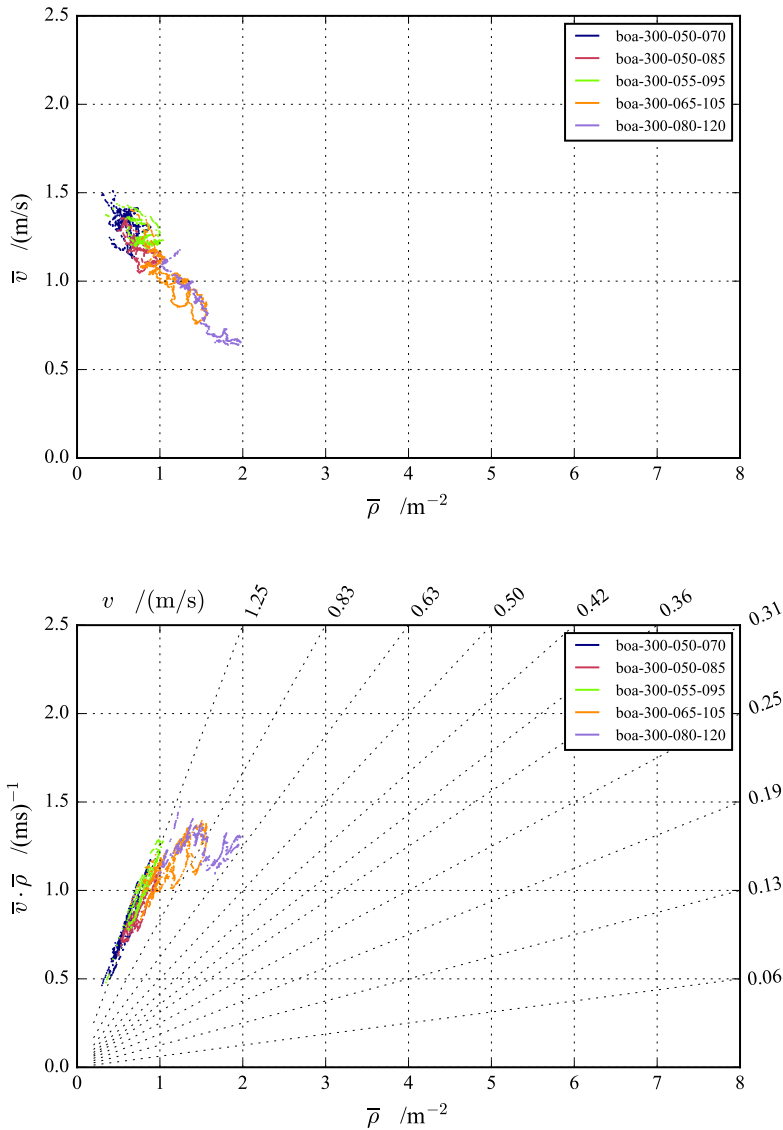 2.5
2.0
1.5
1.0
0.5
0.0
v̅ /(m/s)
boa-300-050-070
boa-300-050-085
boa-300-055-095
boa-300-065-105
boa-300-080-120
0 1 2 3 4 5 6 7 8
ρ̅ /m⁻²
v /(m/s) 1.25 0.83 0.63 0.50 0.42 0.36 0.31
2.5
2.0
1.5
1.0
0.5
0.0
v̅·ρ̅ /(ms)⁻¹
boa-300-050-070
boa-300-050-085
boa-300-055-095
boa-300-065-105
boa-300-080-120
0.25
0.19
0.13
0.06
0 1 2 3 4 5 6 7 8
ρ̅ /m⁻²